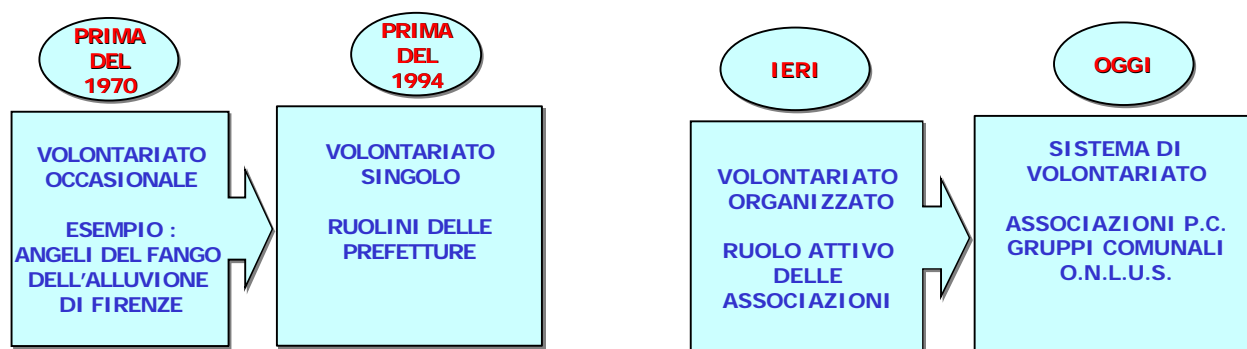 PRIMA
DEL
1970
VOLONTARIATO
OCCASIONALE
ESEMPIO :
ANGELI DEL FANGO
DELL'ALLUVIONE
DI FIRENZE
PRIMA
DEL
1994
VOLONTARIATO
SINGOLO
RUOLINI DELLE
PREFETTURE
IERI
VOLONTARIATO
ORGANIZZATO
RUOLO ATTIVO
DELLE
ASSOCIAZIONI
OGGI
SISTEMA DI
VOLONTARIATO
ASSOCIAZIONI P.C.
GRUPPI COMUNALI
O.N.L.U.S.